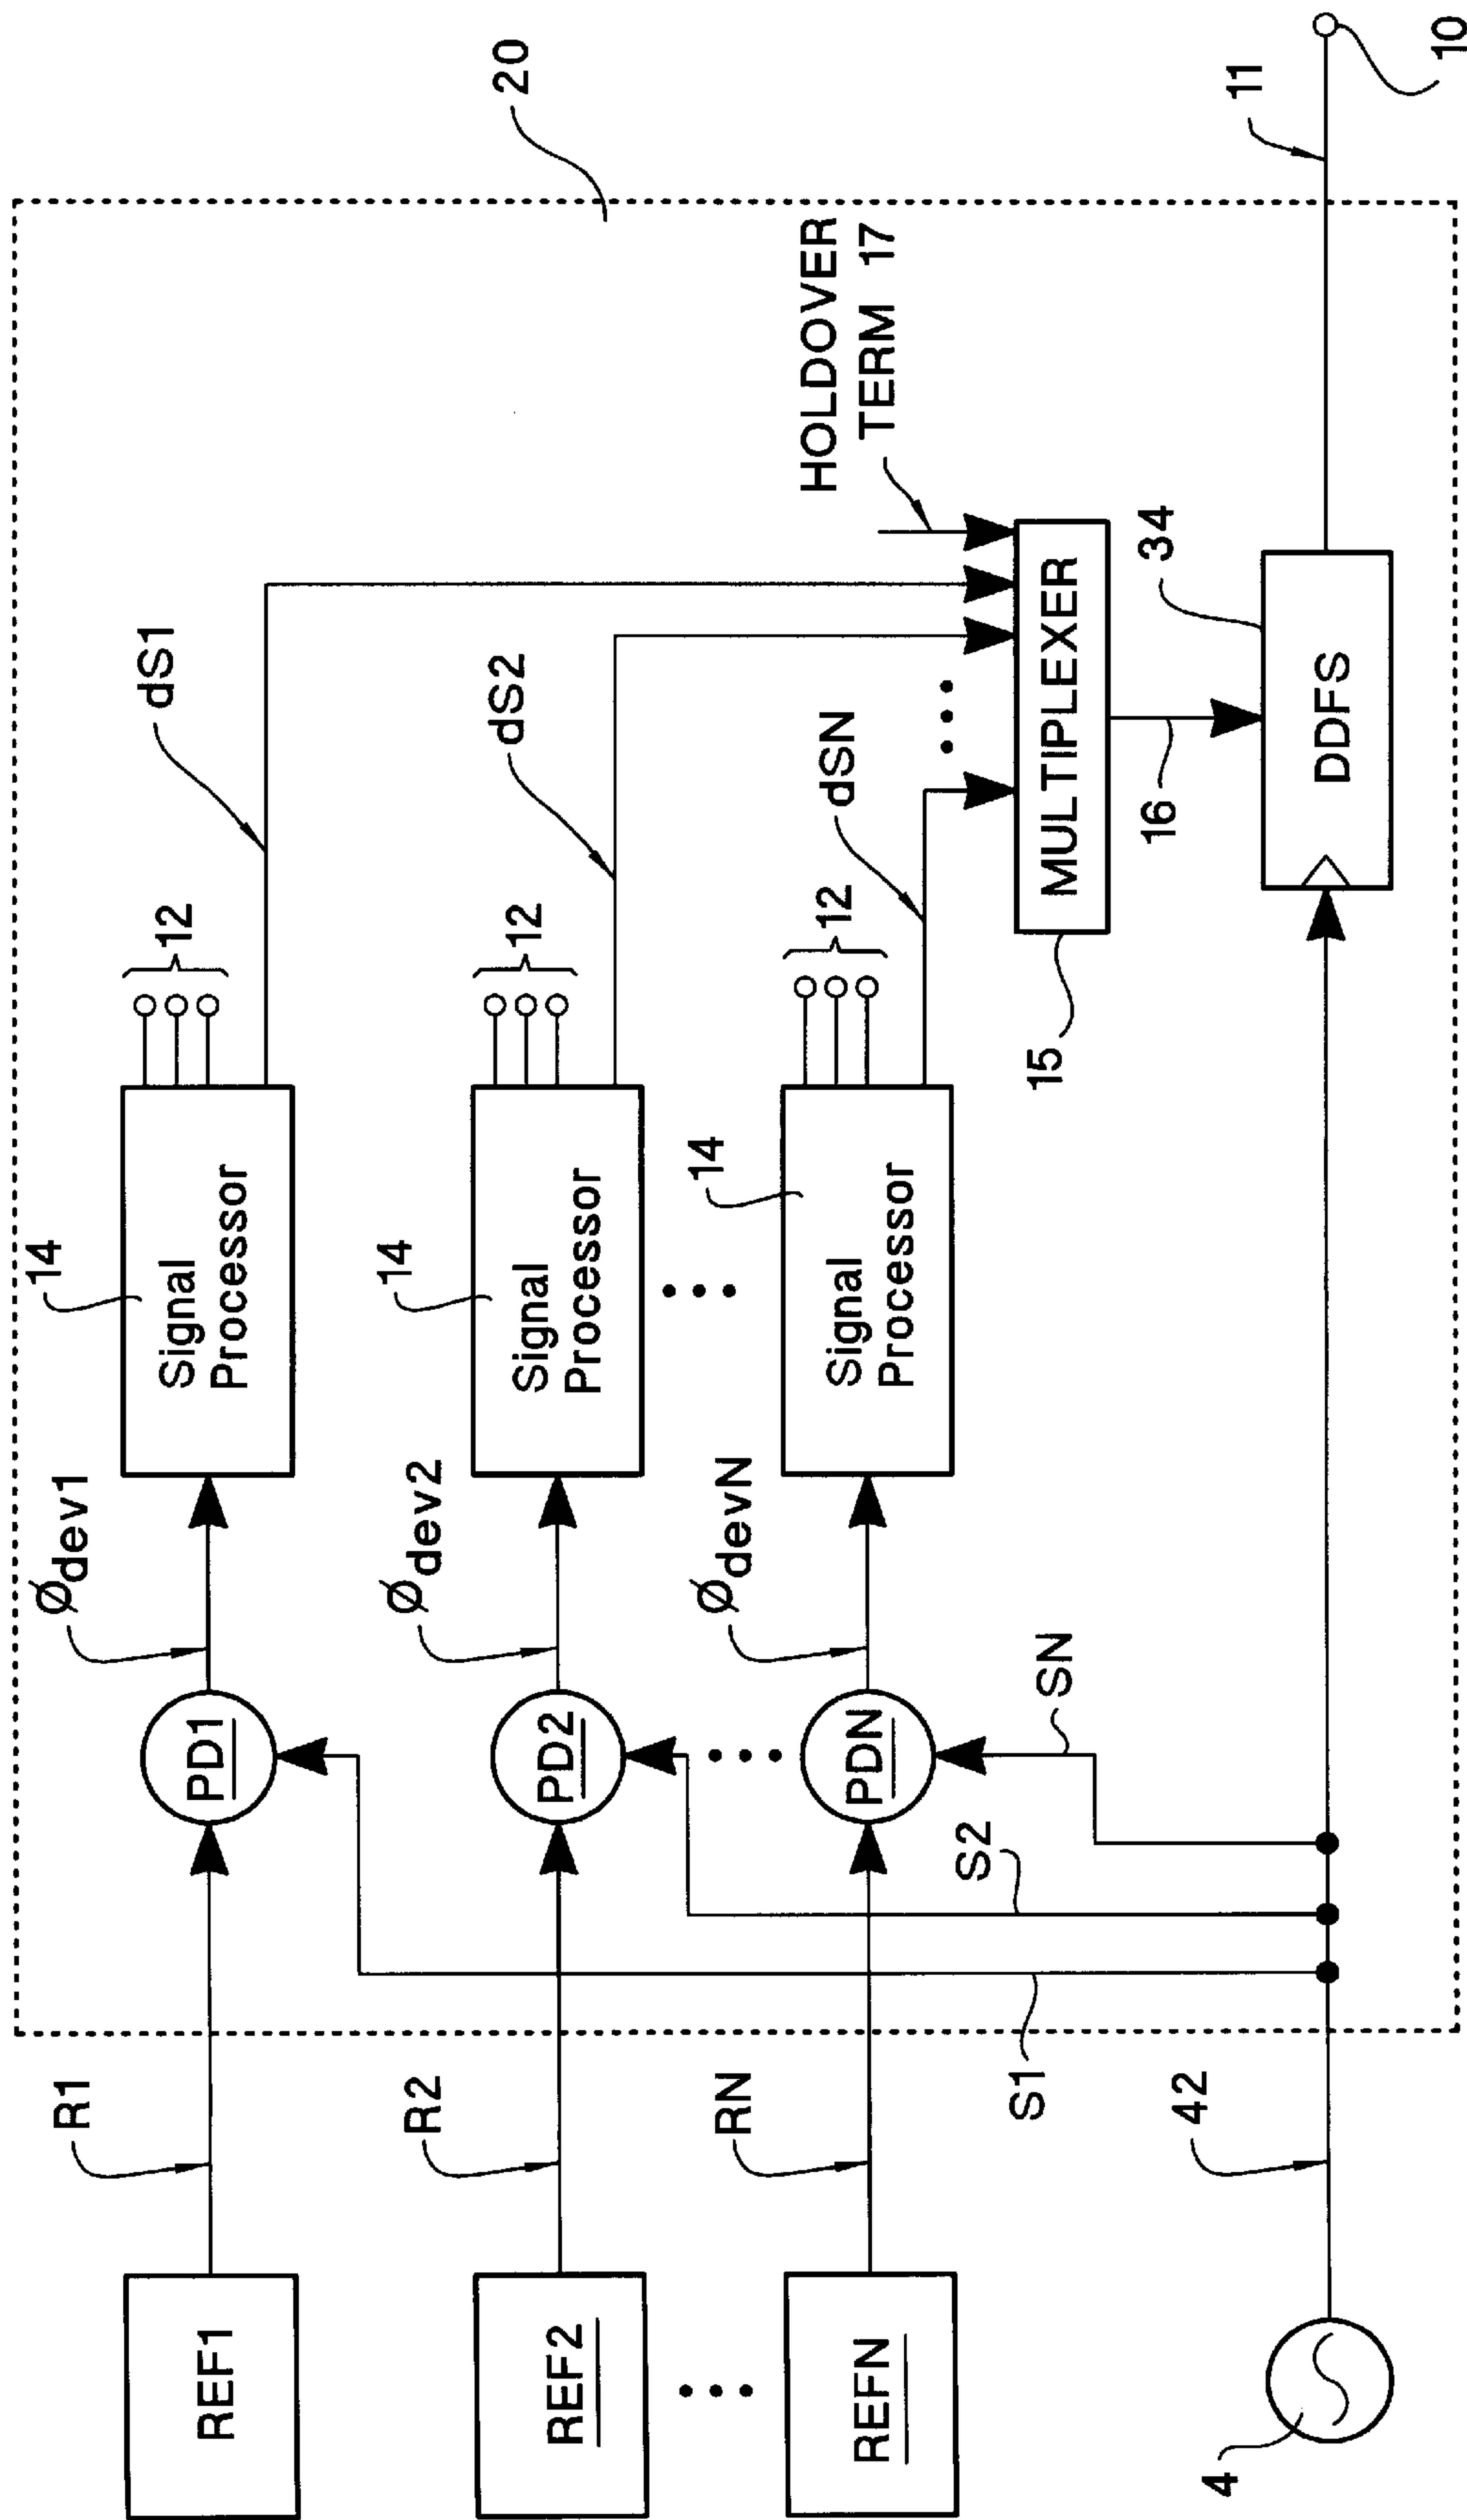 20
REF1
R1
PD1
Ødev1
14
Signal
Processor
12
dS1
REF2
R2
PD2
Ødev2
14
Signal
Processor
12
dS2
REFN
RN
PDN
ØdevN
14
Signal
Processor
12
dSN
HOLDOVER
TERM 17
S1
S2
SN
15
MULTIPLEXER
16
34
4
42
DDFS
11
10